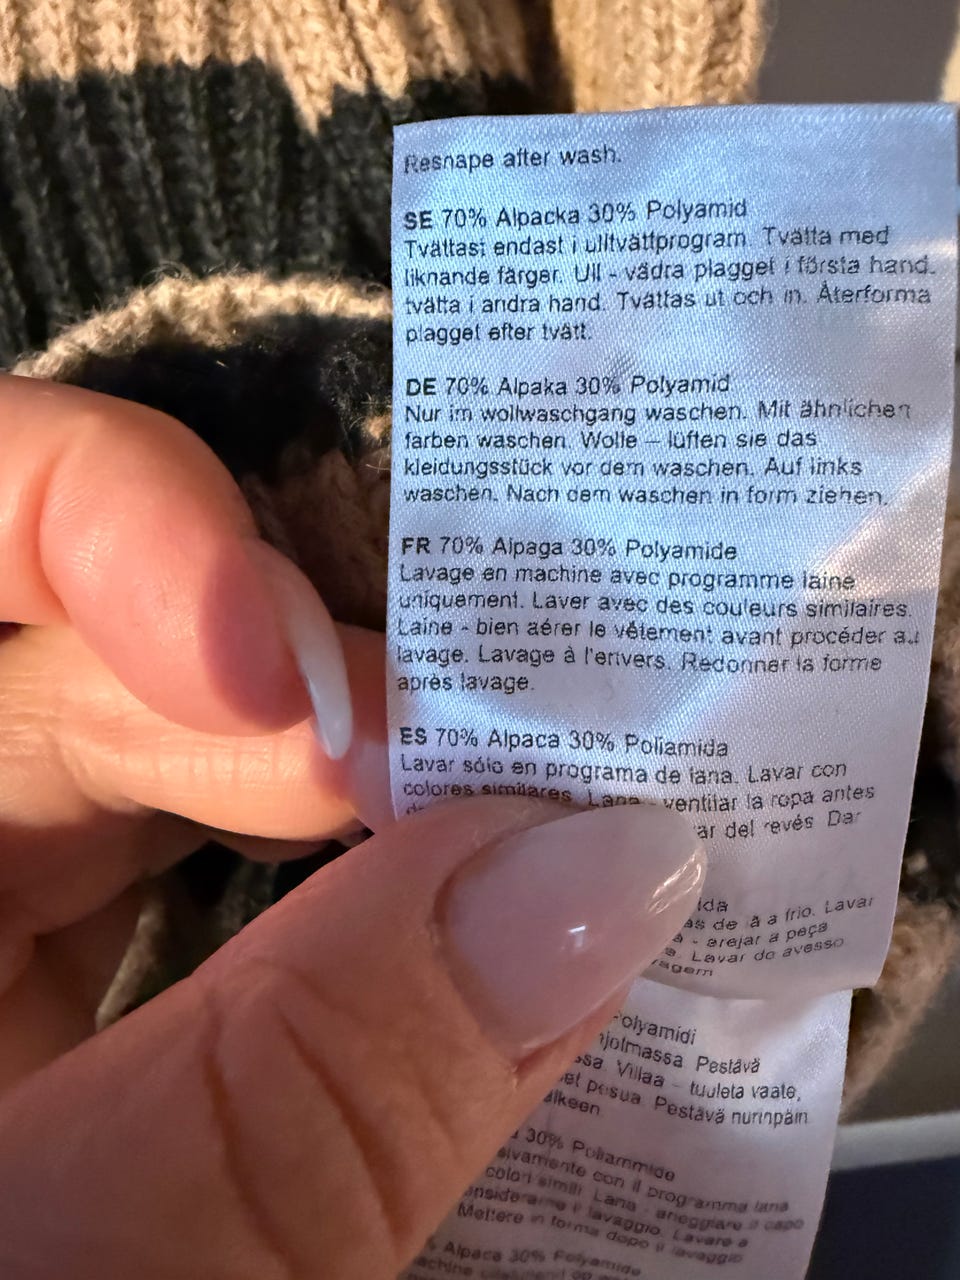 Reshape after wash.
SE 70% Alpacka 30% Polyamid
Tvättast endast i ulltvättprogram. Tvätta med
liknande färger. Ull - vädra plagget i första hand.
tvätta i andra hand. Tvättas ut och in. Återforma
plagget efter tvätt.
DE 70% Alpaka 30% Polyamid
Nur im wollwaschgang waschen. Mit ähnlichen
farben waschen. Wolle – lüften sie das
kleidungsstück vor dem waschen. Auf links
waschen. Nach dem waschen in form ziehen.
FR 70% Alpaga 30% Polyamide
Lavage en machine avec programme laine
uniquement. Laver avec des couleurs similaires.
Laine - bien aérer le vêtement avant procéder au
lavage. Lavage à l'envers. Redonner la forme
après lavage.
ES 70% Alpaca 30% Poliamida
Lavar sólo en programa de lana. Lavar con
colores similares. Lana - ventilar la ropa antes
del revés Dar
a frio. Lavar
- arejar a peça
Lavar do avesso
Polyamidi
Pestävä
Villaa - tuuleta vaate,
posua Pestävä nurinpäin
30% Poliammide
con il programma lana
colori simili Lana - arieggiare il capo
il lavaggio. Lavare a
Mettere in forma dopo il lavaggio
Alpaca 30% Polyamide